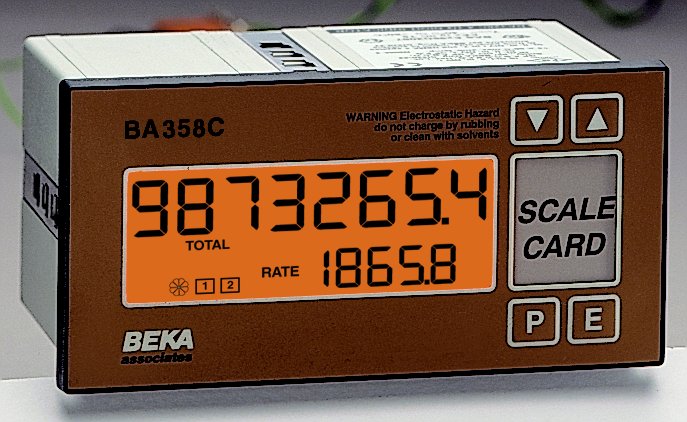 BA358C
WARNING Electrostatic Hazard
do not charge by rubbing
or clean with solvents
9873265.4
TOTAL
RATE 1865.8
1 2
SCALE
CARD
P E
BEKA
associates